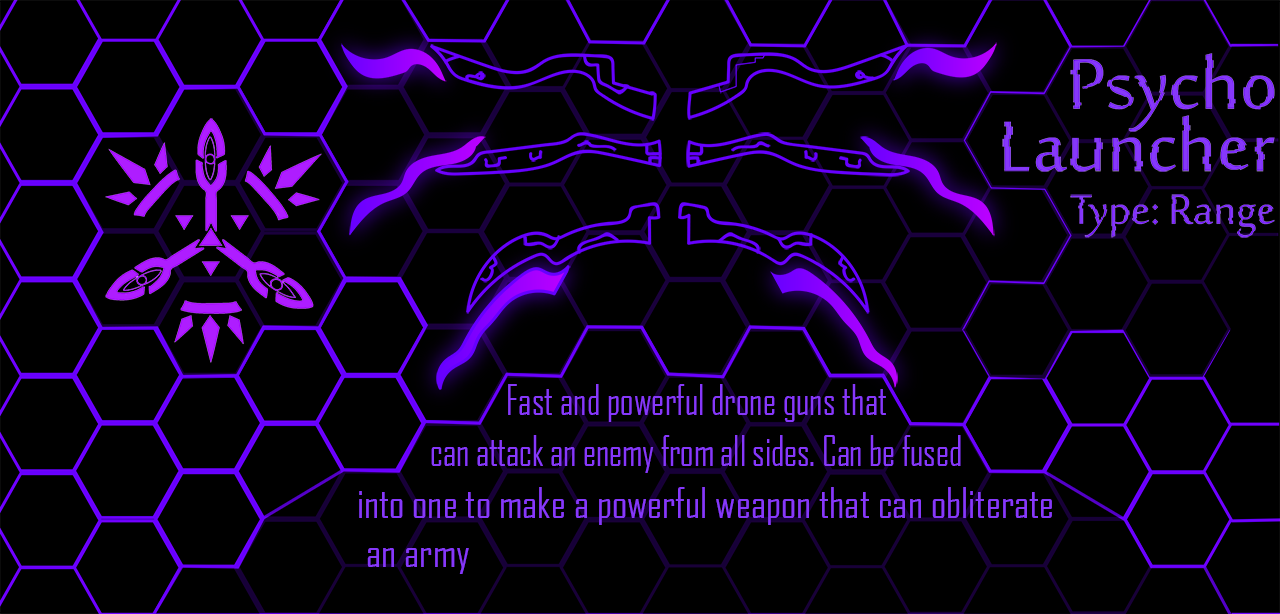 Psycho
Launcher
Type: Range
Fast and powerful drone guns that
can attack an enemy from all sides. Can be fused
into one to make a powerful weapon that can obliterate
an army